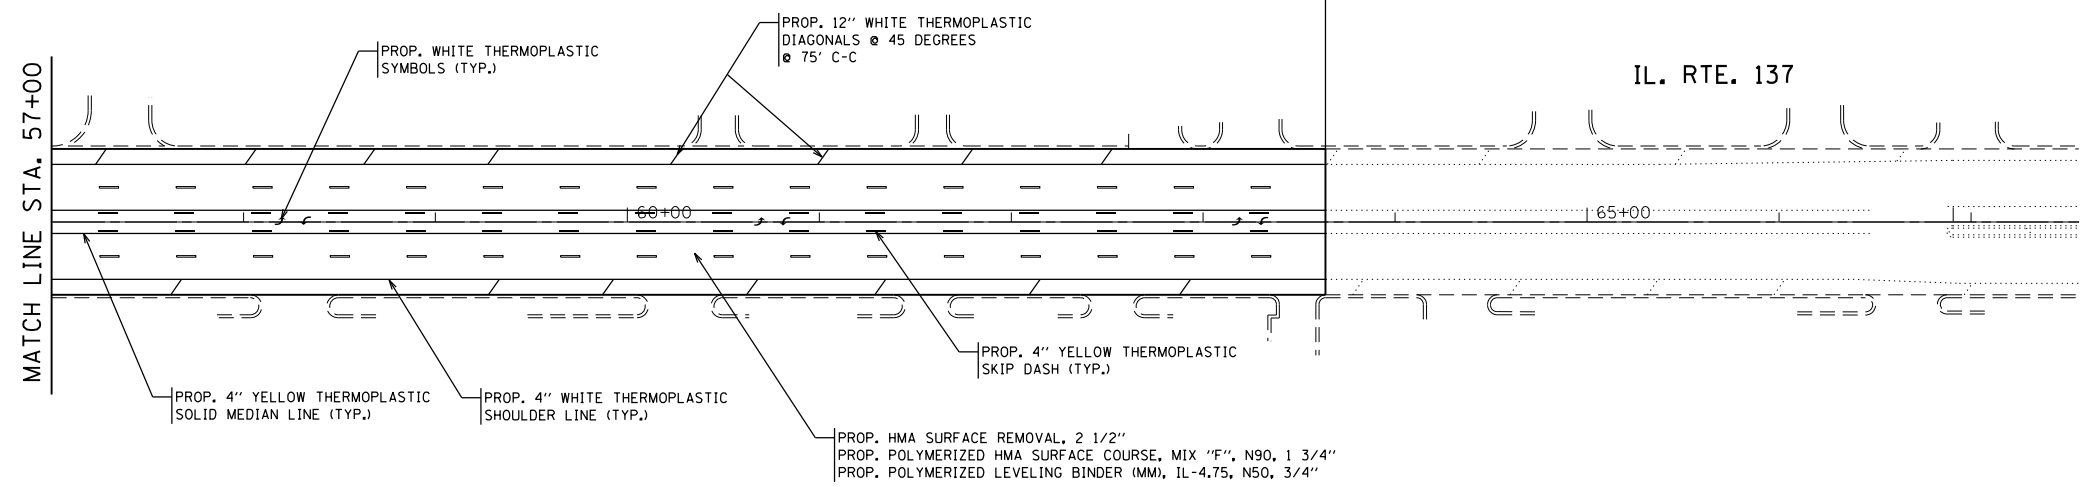 PROP. 12" WHITE THERMOPLASTIC
DIAGONALS @ 45 DEGREES
@ 75' C-C
PROP. WHITE THERMOPLASTIC
SYMBOLS (TYP.)
IL. RTE. 137
MATCH LINE STA. 57+00
60+00
65+00
PROP. 4" YELLOW THERMOPLASTIC
SKIP DASH (TYP.)
PROP. 4" YELLOW THERMOPLASTIC
SOLID MEDIAN LINE (TYP.)
PROP. 4" WHITE THERMOPLASTIC
SHOULDER LINE (TYP.)
PROP. HMA SURFACE REMOVAL, 2 1/2"
PROP. POLYMERIZED HMA SURFACE COURSE, MIX "F", N90, 1 3/4"
PROP. POLYMERIZED LEVELING BINDER (MM), IL-4.75, N50, 3/4"